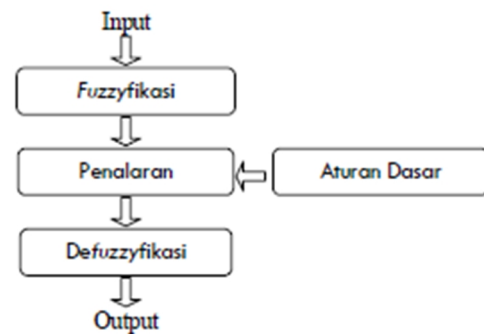 Input
Fuzzyfikasi
Penalaran
Aturan Dasar
Defuzzyfikasi
Output